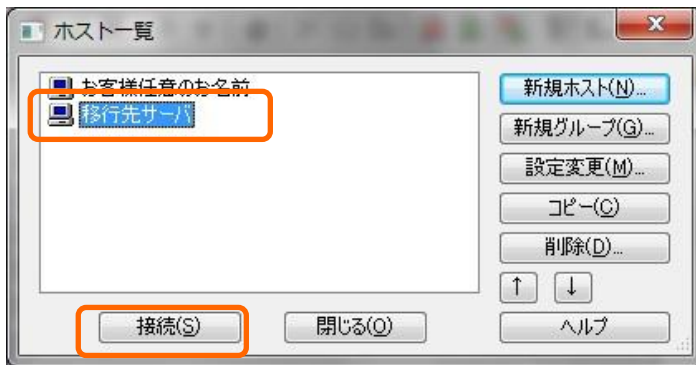 ホスト一覧
お客様任意のお名前
移行先サーバ
新規ホスト(N)...
新規グループ(G)...
設定変更(M)...
コピー(C)
削除(D)...
↑ ↓
接続(S) 閉じる(O) ヘルプ